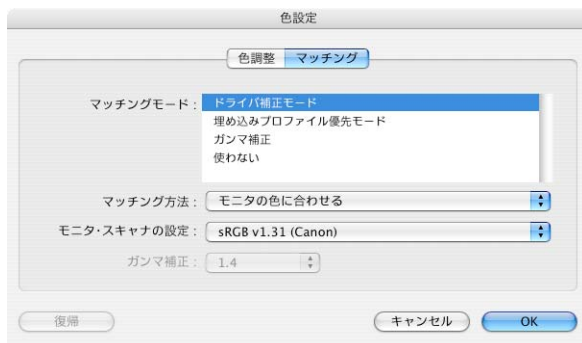 色設定
色調整 マッチング
マッチングモード：
ドライバ補正モード
埋め込みプロファイル優先モード
ガンマ補正
使わない
マッチング方法： モニタの色に合わせる
モニタ・スキャナの設定： sRGB v1.31 (Canon)
ガンマ補正： 1.4
復帰 キャンセル OK